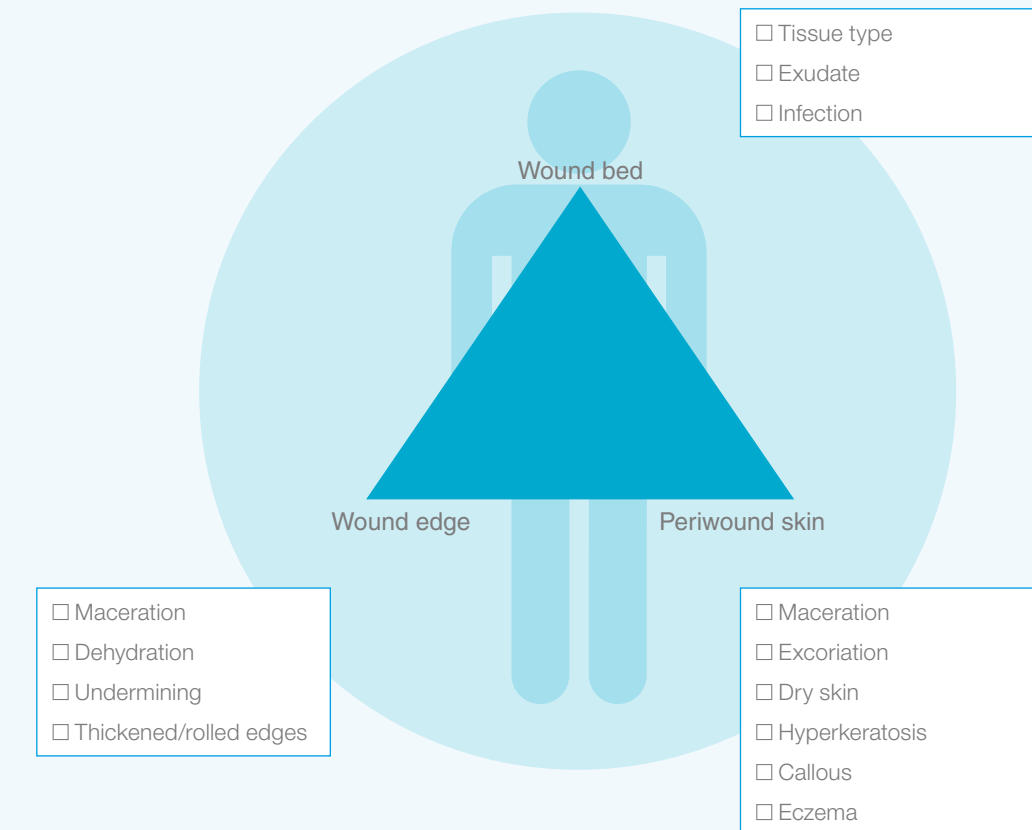 ☐ Tissue type
☐ Exudate
☐ Infection
Wound bed
Wound edge
Periwound skin
☐ Maceration
☐ Dehydration
☐ Undermining
☐ Thickened/rolled edges
☐ Maceration
☐ Excoriation
☐ Dry skin
☐ Hyperkeratosis
☐ Callous
☐ Eczema